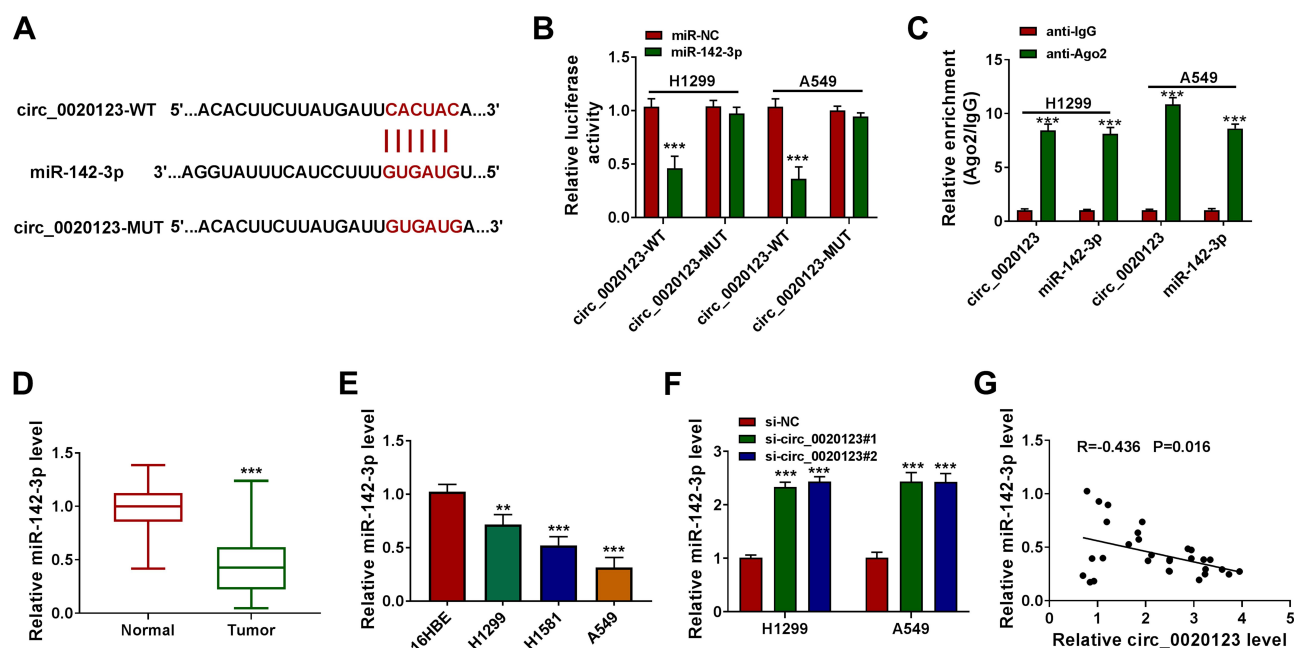 A
circ_0020123-WT 5'...ACACUUCUUAUGAUUCACUACA...3'
miR-142-3p 3'...AGGUAUUUCAUCCUUUGUGAUGU...5'
circ_0020123-MUT 5'...ACACUUCUUAUGAUUGUGAUGA...3'
B
miR-NC
miR-142-3p
Relative luciferase
activity
1.5
1.0
0.5
0.0
H1299
A549
***
***
circ_0020123-WT
circ_0020123-MUT
circ_0020123-WT
circ_0020123-MUT
C
anti-IgG
anti-Ago2
Relative enrichment
(Ago2/IgG)
15
10
5
0
H1299
A549
***
***
***
***
circ_0020123
miR-142-3p
circ_0020123
miR-142-3p
D
Relative miR-142-3p level
1.5
1.0
0.5
0.0
***
Normal
Tumor
E
Relative miR-142-3p level
1.5
1.0
0.5
0.0
**
***
***
16HBE
H1299
H1581
A549
F
si-NC
si-circ_0020123#1
si-circ_0020123#2
Relative miR-142-3p level
3
2
1
0
***
***
***
***
H1299
A549
G
Relative miR-142-3p level
1.5
1.0
0.5
0.0
R=-0.436 P=0.016
0
1
2
3
4
5
Relative circ_0020123 level